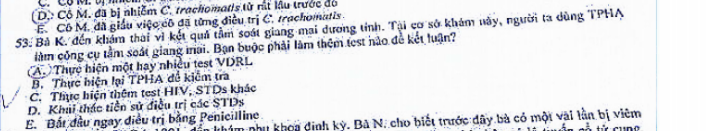 D. Cô M. đã bị nhiễm C. trachomatis từ rất lâu trước đó
E. Cô M. đã giấu việc cô đã từng điều trị C. trachomatis.
53. Bà K. đến khám thai vì kết quả tầm soát giang mai dương tính. Tại cơ sở khám này, người ta dùng TPHA
làm công cụ tầm soát giang mai. Bạn buộc phải làm thêm test nào để kết luận?
A. Thực hiện một hay nhiều test VDRL
B. Thực hiện lại TPHA để kiểm tra
C. Thực hiện thêm test HIV, STDs khác
D. Khai thác tiền sử điều trị các STDs
E. Bắt đầu ngay điều trị bằng Penicilline
khám phụ khoa định kỳ. Bà N. cho biết trước đây bà có một vài lần bị viêm